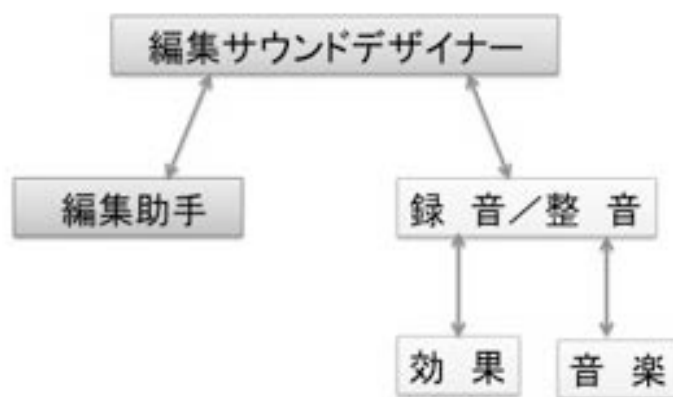 編集サウンドデザイナー
編集助手
録 音／整 音
効 果
音 楽